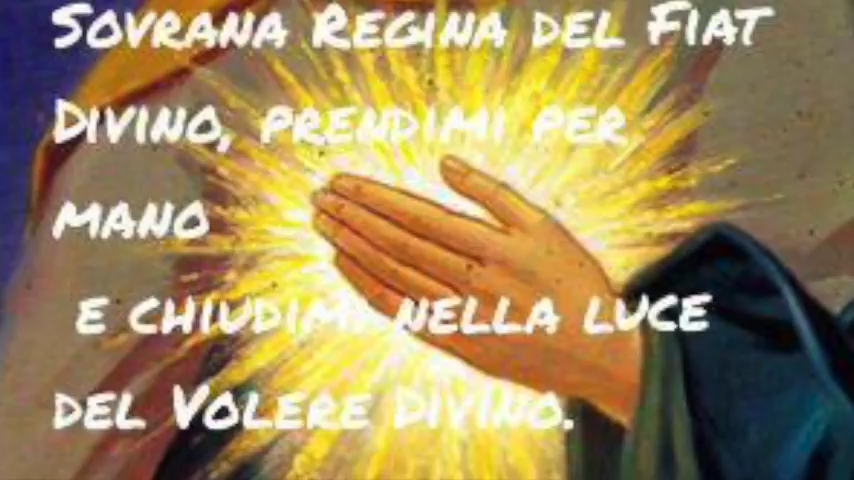 Sovrana Regina del Fiat
Divino, prendimi per
mano
e chiudimi nella luce
del Volere Divino.